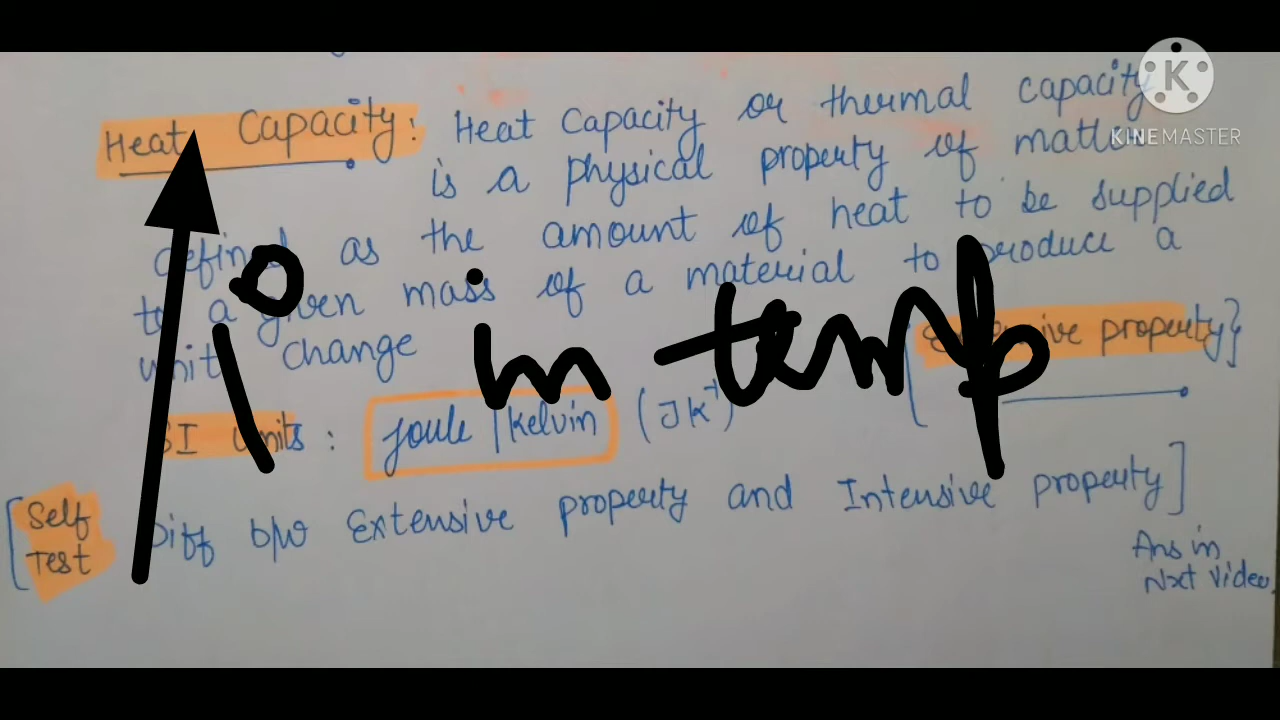 Heat Capacity: Heat Capacity or thermal capacity
is a physical property of matter
defined as the amount of heat to be supplied
to a given mass of a material to produce a
unit change
{Extensive property}
1° in temp
SI Units: Joule | Kelvin (JK⁻¹)
[Self Test Diff b/w Extensive property and Intensive property]
Ans in
Nxt video.
K
KINEMASTER